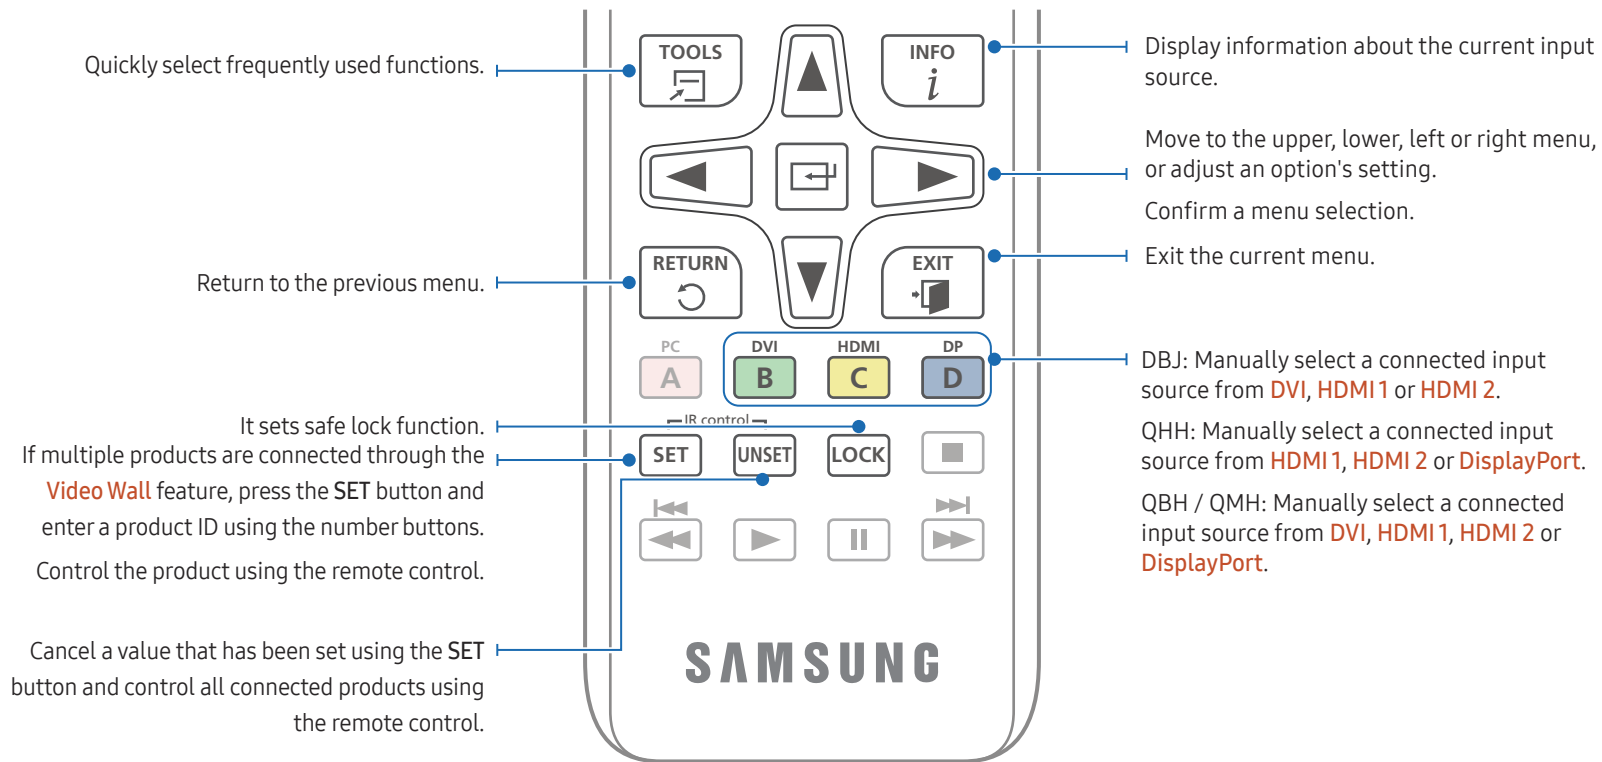 Quickly select frequently used functions.
Return to the previous menu.
It sets safe lock function.
If multiple products are connected through the
Video Wall feature, press the SET button and
enter a product ID using the number buttons.
Control the product using the remote control.
Cancel a value that has been set using the SET
button and control all connected products using
the remote control.
TOOLS
INFO
i
RETURN
EXIT
PC
DVI
HDMI
DP
A
B
C
D
IR control
SET
UNSET
LOCK
SAMSUNG
Display information about the current input
source.
Move to the upper, lower, left or right menu,
or adjust an option's setting.
Confirm a menu selection.
Exit the current menu.
DBJ: Manually select a connected input
source from DVI, HDMI 1 or HDMI 2.
QHH: Manually select a connected input
source from HDMI 1, HDMI 2 or DisplayPort.
QBH / QMH: Manually select a connected
input source from DVI, HDMI 1, HDMI 2 or
DisplayPort.